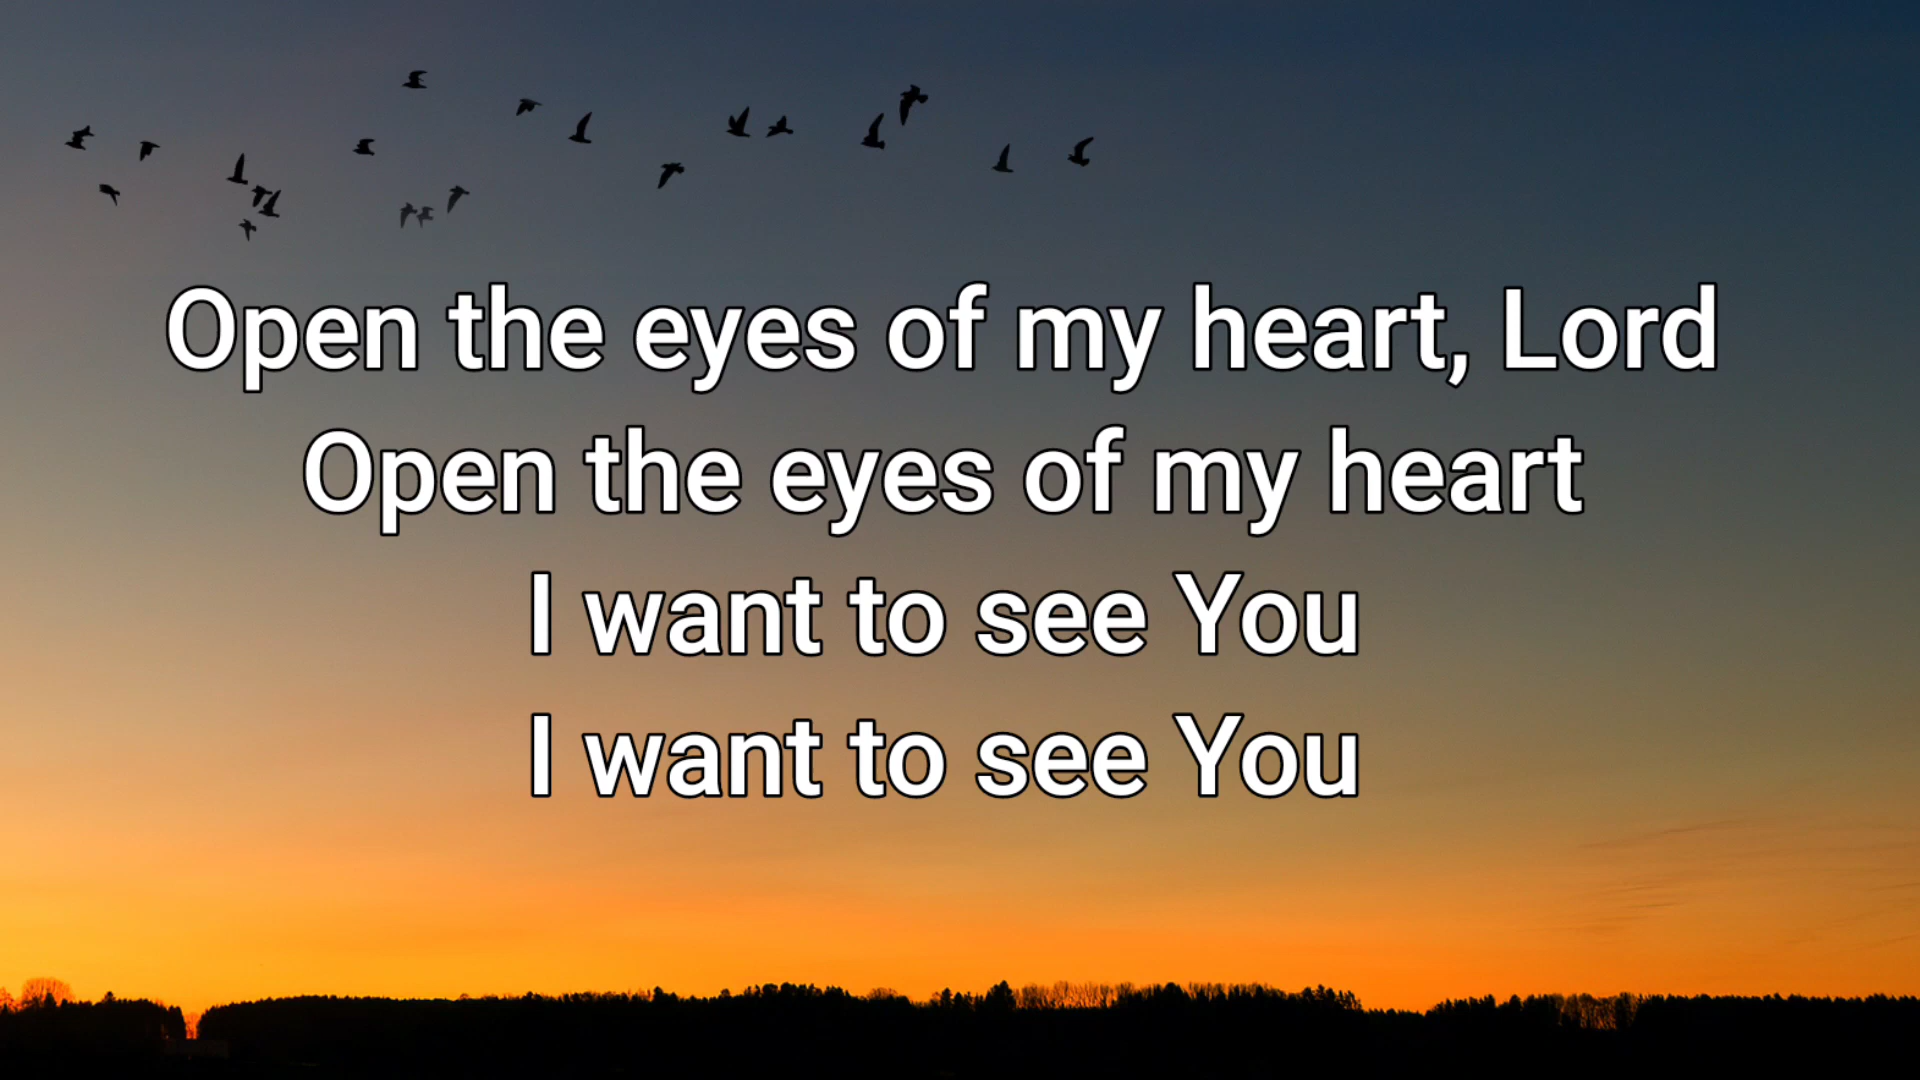 Open the eyes of my heart, Lord
Open the eyes of my heart
I want to see You
I want to see You